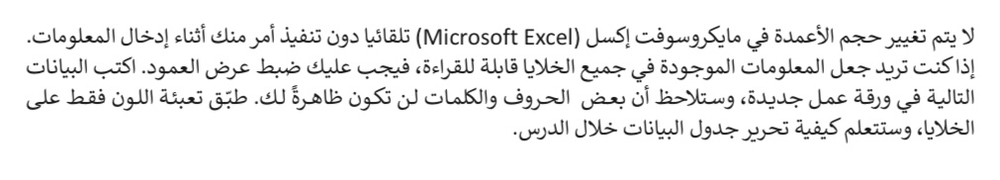 لا يتم تغيير حجم الأعمدة في مايكروسوفت إكسل (Microsoft Excel) تلقائيا دون تنفيذ أمر منك أثناء إدخال المعلومات.
إذا كنت تريد جعل المعلومات الموجودة في جميع الخلايا قابلة للقراءة، فيجب عليك ضبط عرض العمود. اكتب البيانات
التالية في ورقة عمل جديدة، وستلاحظ أن بعض الحروف والكلمات لن تكون ظاهرةً لك. طبّق تعبئة اللون فقط على
الخلايا، وستتعلم كيفية تحرير جدول البيانات خلال الدرس.